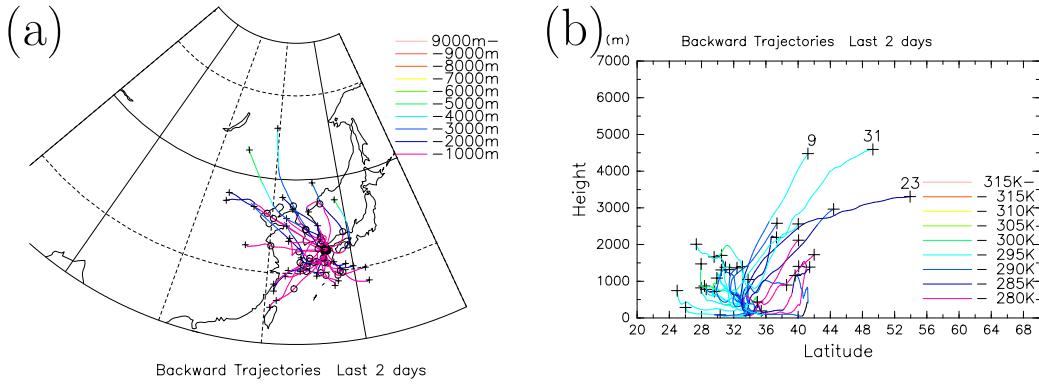 (a)
9000m−
−9000m
−8000m
−7000m
−6000m
−5000m
−4000m
−3000m
−2000m
−1000m
Backward Trajectories Last 2 days
(b)
(m)
Backward Trajectories Last 2 days
7000
6000
5000
4000
3000
2000
1000
0
Height
9
31
23
315K−
− 315K
− 310K
− 305K
− 300K
− 295K
− 290K
− 285K
− 280K
20 24 28 32 36 40 44 48 52 56 60 64 68
Latitude